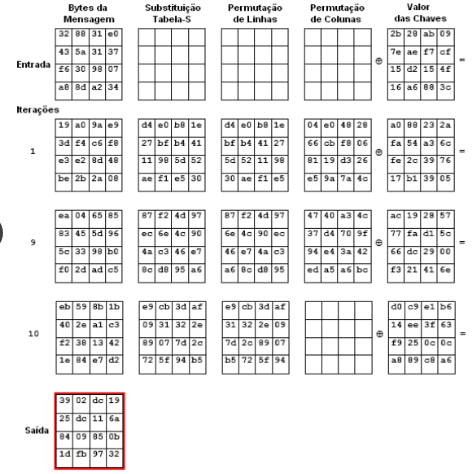 Bytes da Mensagem
Substituição Tabela-S
Permutação de Linhas
Permutação de Colunas
Valor das Chaves
Entrada
32 88 31 e0
43 5a 31 37
f6 30 98 07
a8 8d a2 34
⊕
2b 28 ab 09
7e ae f7 cf
15 d2 15 4f
16 a6 88 3c
=
Iterações
1
19 a0 9a e9
3d f4 c6 f8
e3 e2 8d 48
be 2b 2a 08
d4 e0 b8 1e
27 bf b4 41
11 98 5d 52
ae f1 e5 30
d4 e0 b8 1e
bf b4 41 27
5d 52 11 98
30 ae f1 e5
04 e0 48 28
66 cb f8 06
81 19 d3 26
e5 9a 7a 4c
⊕
a0 88 23 2a
fa 54 a3 6c
fe 2c 39 76
17 b1 39 05
=
9
ea 04 65 85
83 45 5d 96
5c 33 98 b0
f0 2d ad c5
87 f2 4d 97
ec 6e 4c 90
4a c3 46 e7
8c d8 95 a6
87 f2 4d 97
6e 4c 90 ec
46 e7 4a c3
a6 8c d8 95
47 40 a3 4c
37 d4 70 9f
94 e4 3a 42
ed a5 a6 bc
⊕
ac 19 28 57
77 fa d1 5c
66 dc 29 00
f3 21 41 6e
=
10
eb 59 8b 1b
40 2e a1 c3
f2 38 13 42
1e 84 e7 d2
e9 cb 3d af
09 31 32 2e
89 07 7d 2c
72 5f 94 b5
e9 cb 3d af
31 32 2e 09
7d 2c 89 07
b5 72 5f 94
⊕
d0 c9 e1 b6
14 ee 3f 63
f9 25 0c 0c
a8 89 c8 a6
=
Saída
39 02 dc 19
25 dc 11 6a
84 09 85 0b
1d fb 97 32